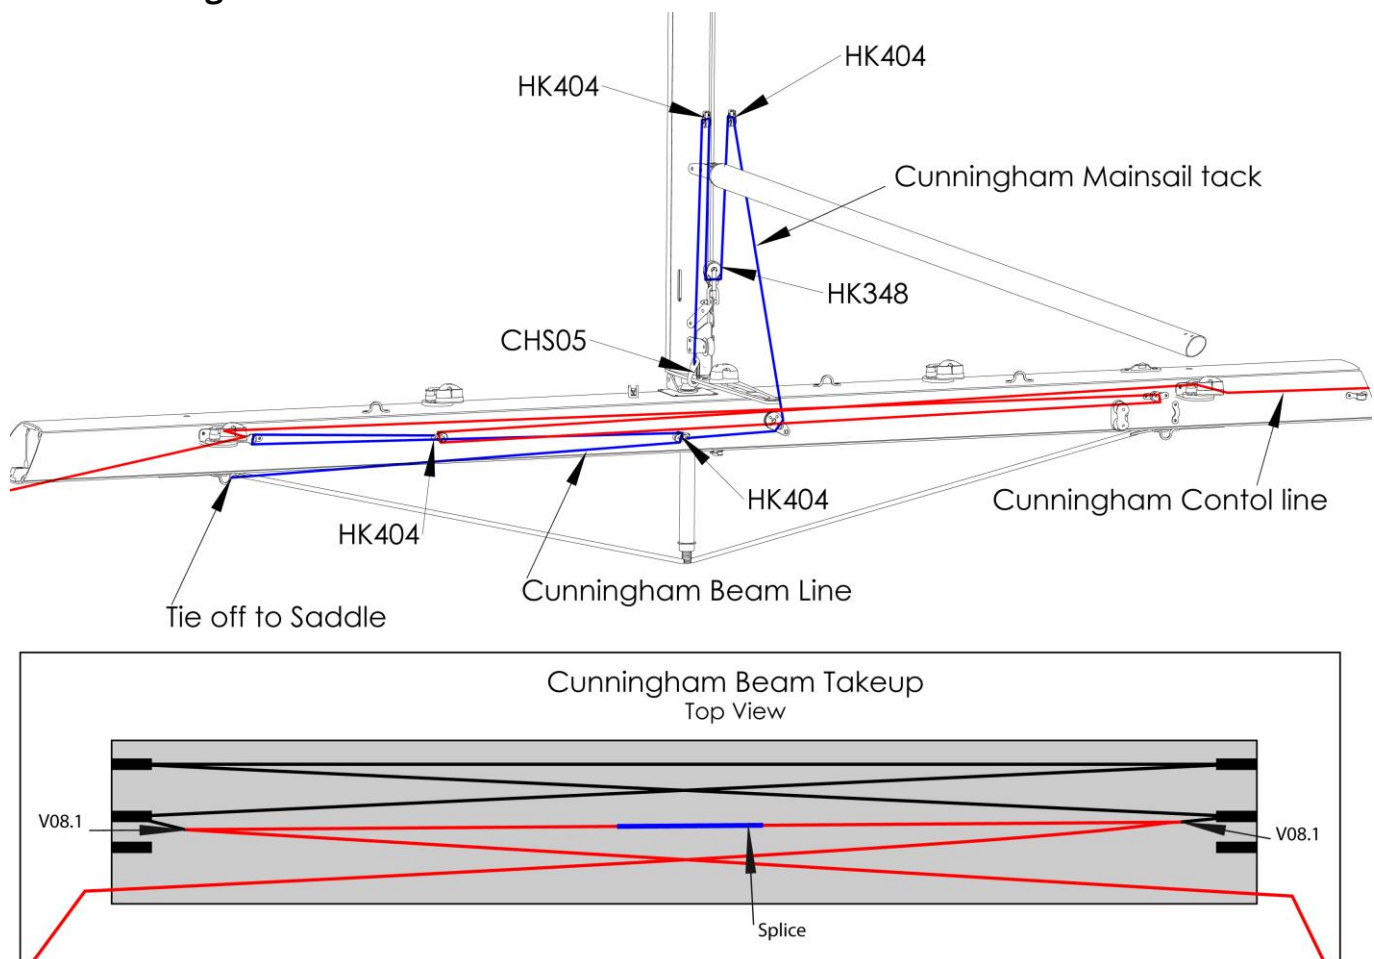 g
HK404
HK404
Cunningham Mainsail tack
HK348
CHS05
Cunningham Contol line
HK404
HK404
Cunningham Beam Line
Tie off to Saddle
Cunningham Beam Takeup
Top View
V08.1
V08.1
Splice